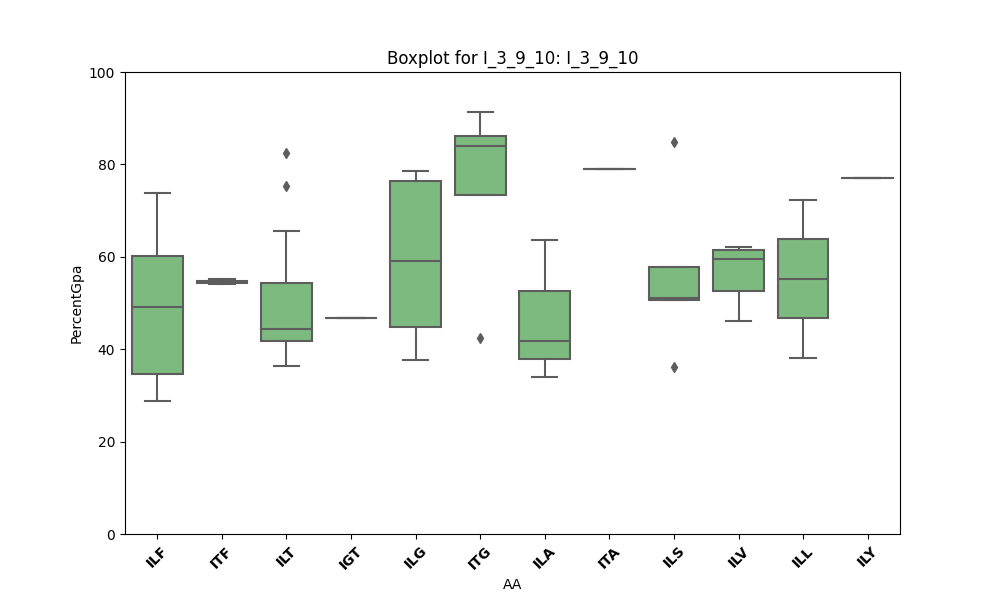 Boxplot for I_3_9_10: I_3_9_10
PercentGpa
100
80
60
40
20
0
ILF ITF ILT IGT ILG ITG ILA ITA ILS ILV ILL ILY
AA